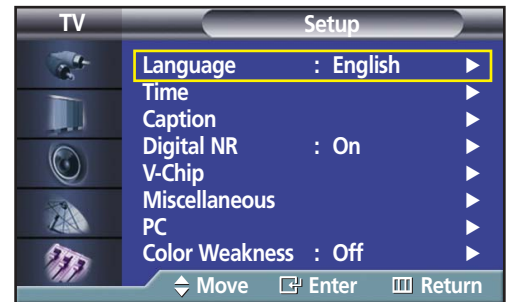 TV
Setup
Language : English
Time
Caption
Digital NR : On
V-Chip
Miscellaneous
PC
Color Weakness : Off
Move Enter Return